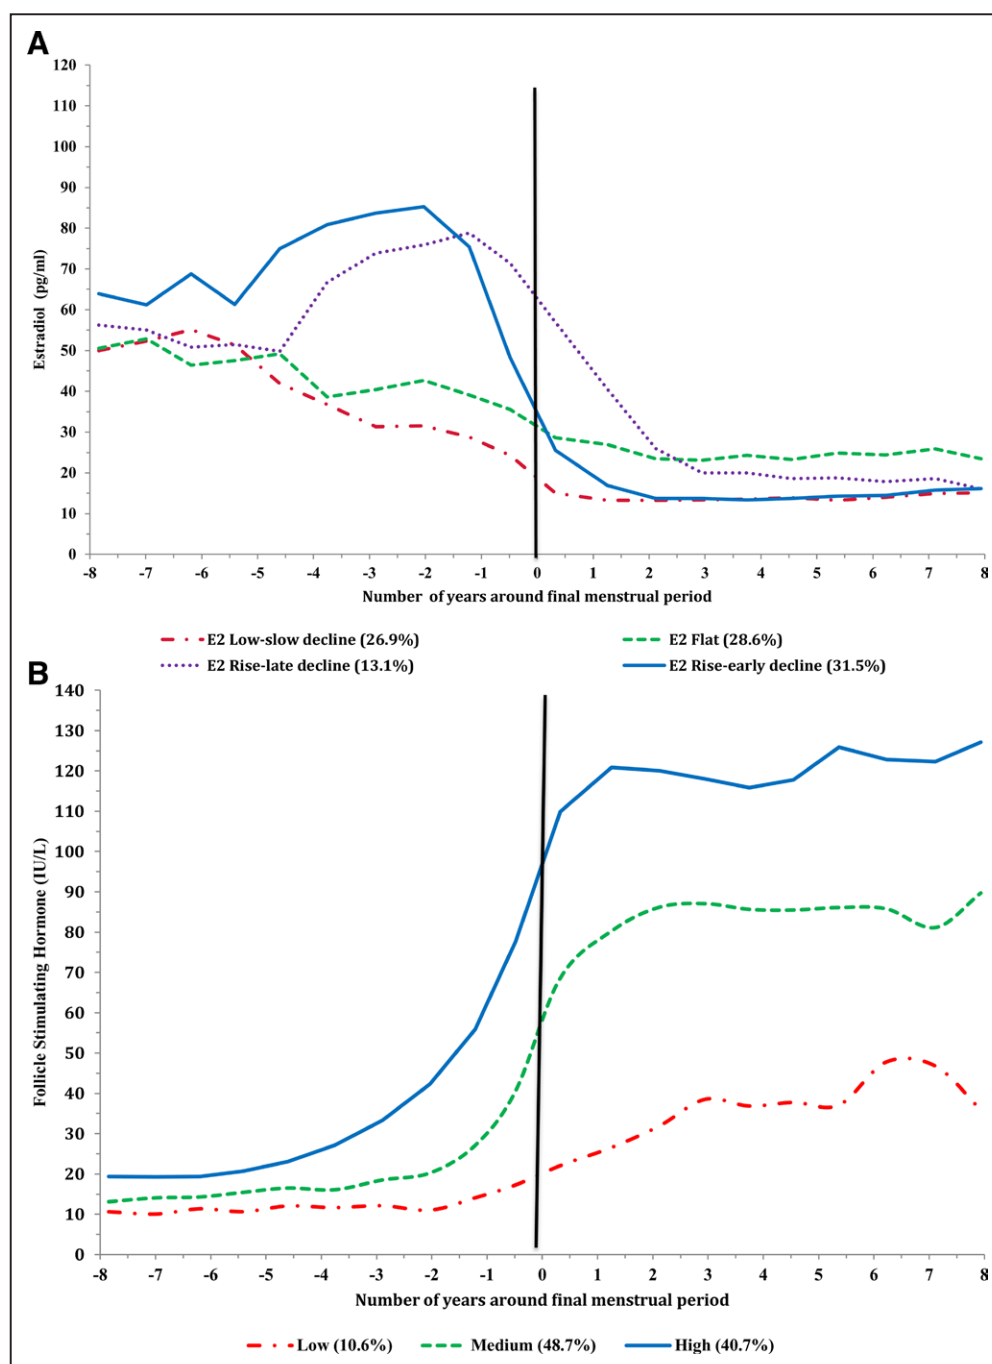 A
120
110
100
90
80
70
60
50
40
30
20
10
0
Estradiol (pg/ml)
-8 -7 -6 -5 -4 -3 -2 -1 0 1 2 3 4 5 6 7 8
Number of years around final menstrual period
E2 Low-slow decline (26.9%) E2 Flat (28.6%)
E2 Rise-late decline (13.1%) E2 Rise-early decline (31.5%)
B
140
130
120
110
100
90
80
70
60
50
40
30
20
10
0
Follicle Stimulating Hormone (IU/L)
-8 -7 -6 -5 -4 -3 -2 -1 0 1 2 3 4 5 6 7 8
Number of years around final menstrual period
Low (10.6%) Medium (48.7%) High (40.7%)